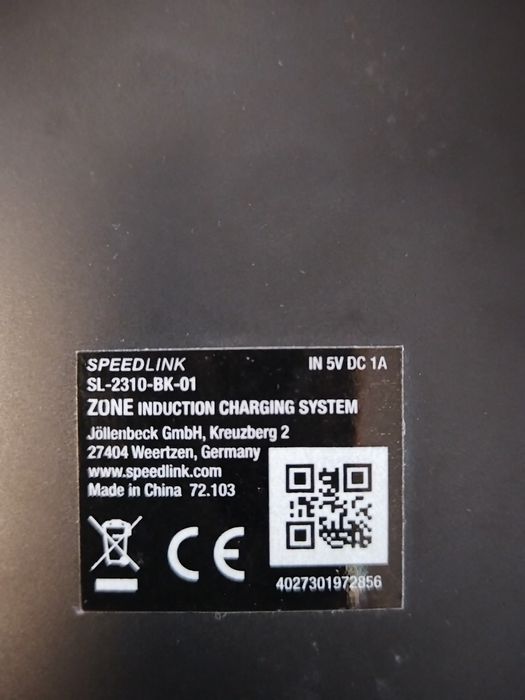 SPEEDLINK IN 5V DC 1A
SL-2310-BK-01
ZONE INDUCTION CHARGING SYSTEM
Jöllenbeck GmbH, Kreuzberg 2
27404 Weertzen, Germany
www.speedlink.com
Made in China 72.103
CE
4027301972856